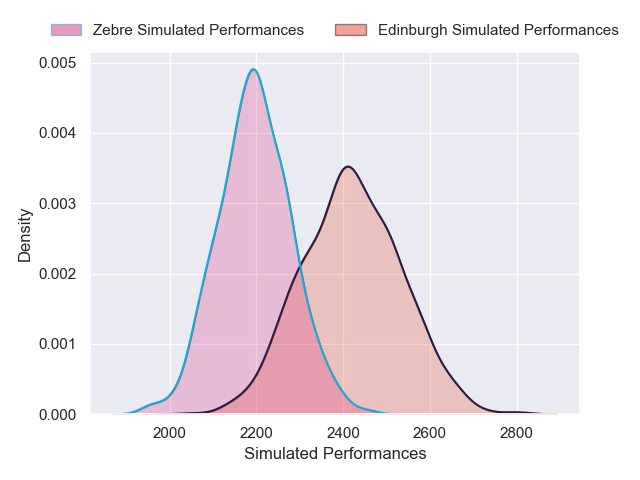 Zebre Simulated Performances Edinburgh Simulated Performances
0.005
0.004
0.003
0.002
0.001
0.000
Density
2000 2200 2400 2600 2800
Simulated Performances